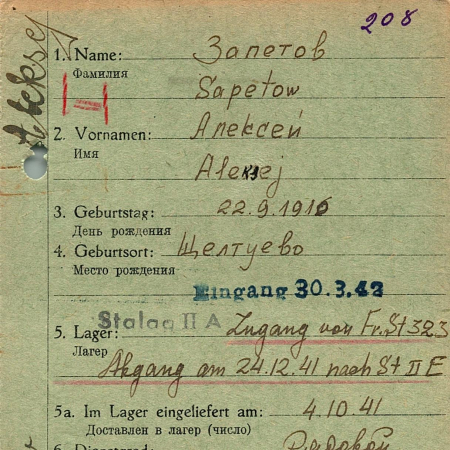 208
Aleksej
1. Name: Запетов
Фамилия
Sapetow
H
2. Vornamen: Алексей
Имя
Alexej
3. Geburtstag: 22.9.1916
День рождения
4. Geburtsort: Щелтуево
Место рождения
Eingang 30.3.42
Stalag II A
5. Lager: Zugang von Fr. St 323
Лагерь
Abgang am 24.12.41 nach St II E
5a. Im Lager eingeliefert am: 4.10.41
Доставлен в лагерь (число)
6. Dienstgrad: Рядовой